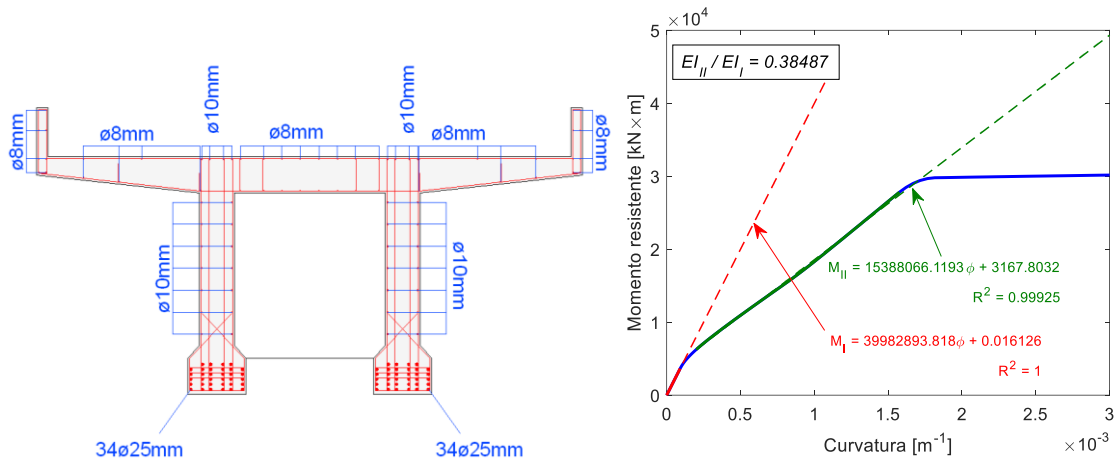 ø10mm
ø10mm
ø8mm
ø8mm
ø8mm
ø8mm
ø8mm
ø10mm
ø10mm
34ø25mm
34ø25mm
×10⁴
5
4
3
2
1
0
Momento resistente [kN×m]
EI_II / EI_I = 0.38487
M_II = 15388066.1193ϕ + 3167.8032
R² = 0.99925
M_I = 39982893.818ϕ + 0.016126
R² = 1
0
0.5
1
1.5
2
2.5
3
Curvatura [m⁻¹]
×10⁻³